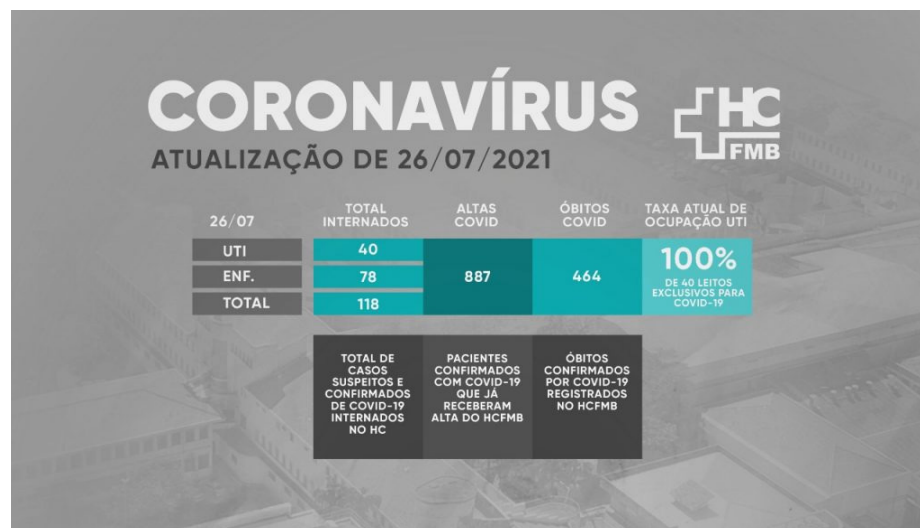 CORONAVÍRUS
HC
FMB
ATUALIZAÇÃO DE 26/07/2021
26/07
TOTAL
INTERNADOS
ALTAS
COVID
ÓBITOS
COVID
TAXA ATUAL DE
OCUPAÇÃO UTI
UTI
40
ENF.
78
TOTAL
118
887
464
100%
DE 40 LEITOS
EXCLUSIVOS PARA
COVID-19
TOTAL DE
CASOS
SUSPEITOS E
CONFIRMADOS
DE COVID-19
INTERNADOS
NO HC
PACIENTES
CONFIRMADOS
COM COVID-19
QUE JÁ
RECEBERAM
ALTA DO HCFMB
ÓBITOS
CONFIRMADOS
POR COVID-19
REGISTRADOS
NO HCFMB